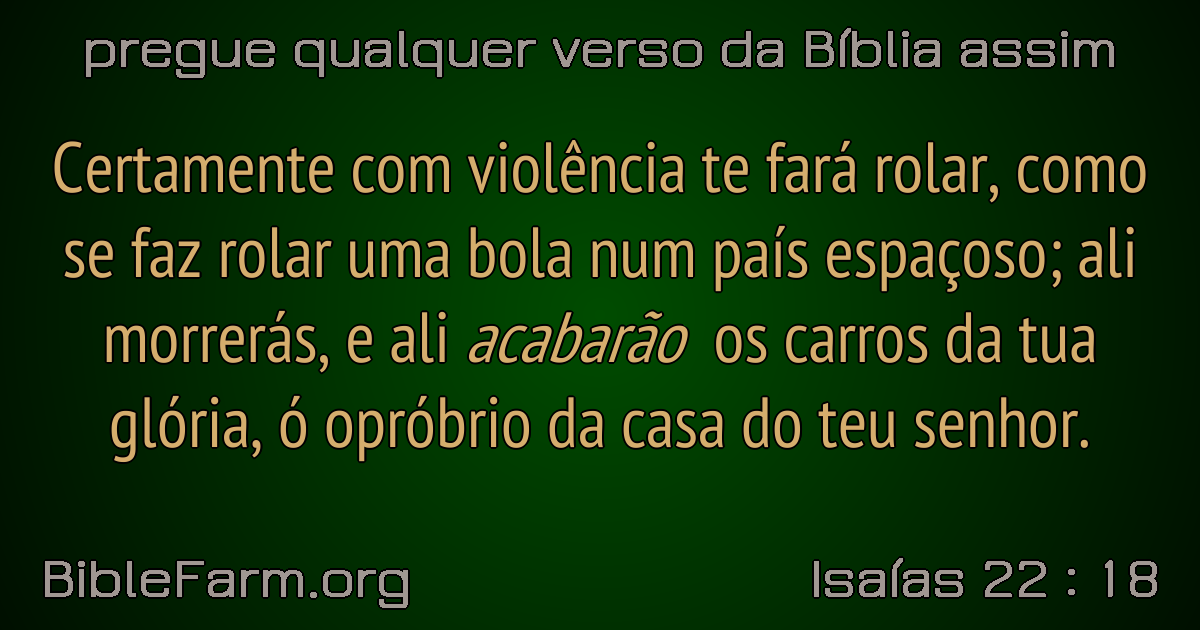 pregue qualquer verso da Bíblia assim
Certamente com violência te fará rolar, como
se faz rolar uma bola num país espaçoso; ali
morrerás, e ali acabarão os carros da tua
glória, ó opróbrio da casa do teu senhor.
BibleFarm.org
Isaías 22 : 18